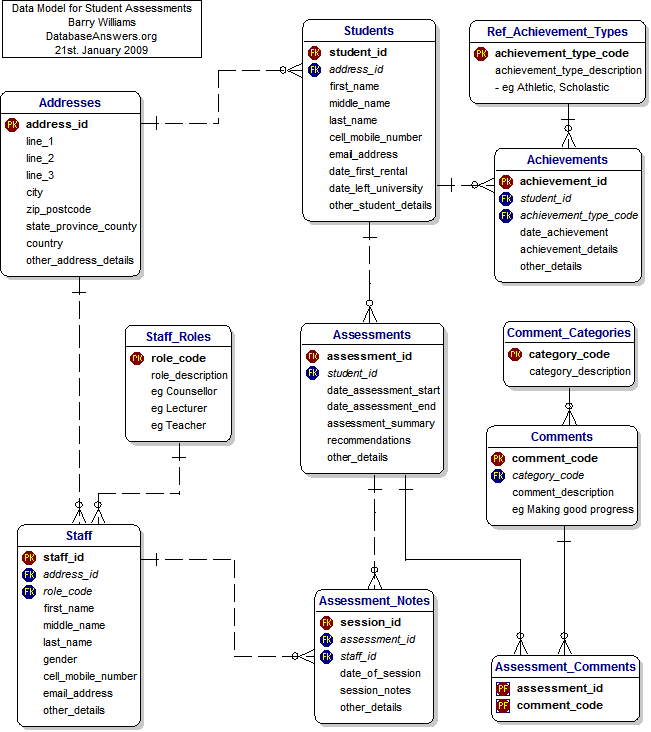 Data Model for Student Assessments
Barry Williams
DatabaseAnswers.org
21st. January 2009
Students
FK student_id
FK address_id
first_name
middle_name
last_name
cell_mobile_number
email_address
date_first_rental
date_left_university
other_student_details
Ref_Achievement_Types
PK achievement_type_code
achievement_type_description
- eg Athletic, Scholastic
Addresses
PK address_id
line_1
line_2
line_3
city
zip_postcode
state_province_county
country
other_address_details
Achievements
PK achievement_id
FK student_id
FK achievement_type_code
date_achievement
achievement_details
other_details
Staff_Roles
PK role_code
role_description
eg Counsellor
eg Lecturer
eg Teacher
Assessments
FK assessment_id
FK student_id
date_assessment_start
date_assessment_end
assessment_summary
recommendations
other_details
Comment_Categories
PK category_code
category_description
Comments
PK comment_code
FK category_code
comment_description
eg Making good progress
Staff
PK staff_id
FK address_id
FK role_code
first_name
middle_name
last_name
gender
cell_mobile_number
email_address
other_details
Assessment_Notes
FK session_id
FK assessment_id
FK staff_id
date_of_session
session_notes
other_details
Assessment_Comments
PF assessment_id
PF comment_code